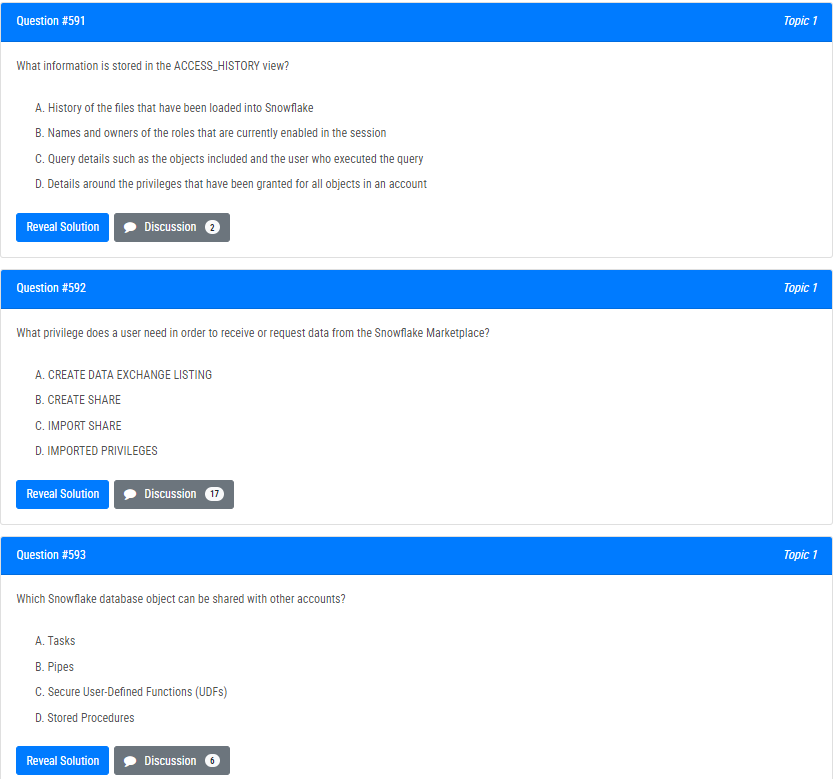 Question #591 Topic 1
What information is stored in the ACCESS_HISTORY view?
A. History of the files that have been loaded into Snowflake
B. Names and owners of the roles that are currently enabled in the session
C. Query details such as the objects included and the user who executed the query
D. Details around the privileges that have been granted for all objects in an account
Reveal Solution Discussion 2
Question #592 Topic 1
What privilege does a user need in order to receive or request data from the Snowflake Marketplace?
A. CREATE DATA EXCHANGE LISTING
B. CREATE SHARE
C. IMPORT SHARE
D. IMPORTED PRIVILEGES
Reveal Solution Discussion 17
Question #593 Topic 1
Which Snowflake database object can be shared with other accounts?
A. Tasks
B. Pipes
C. Secure User-Defined Functions (UDFs)
D. Stored Procedures
Reveal Solution Discussion 6